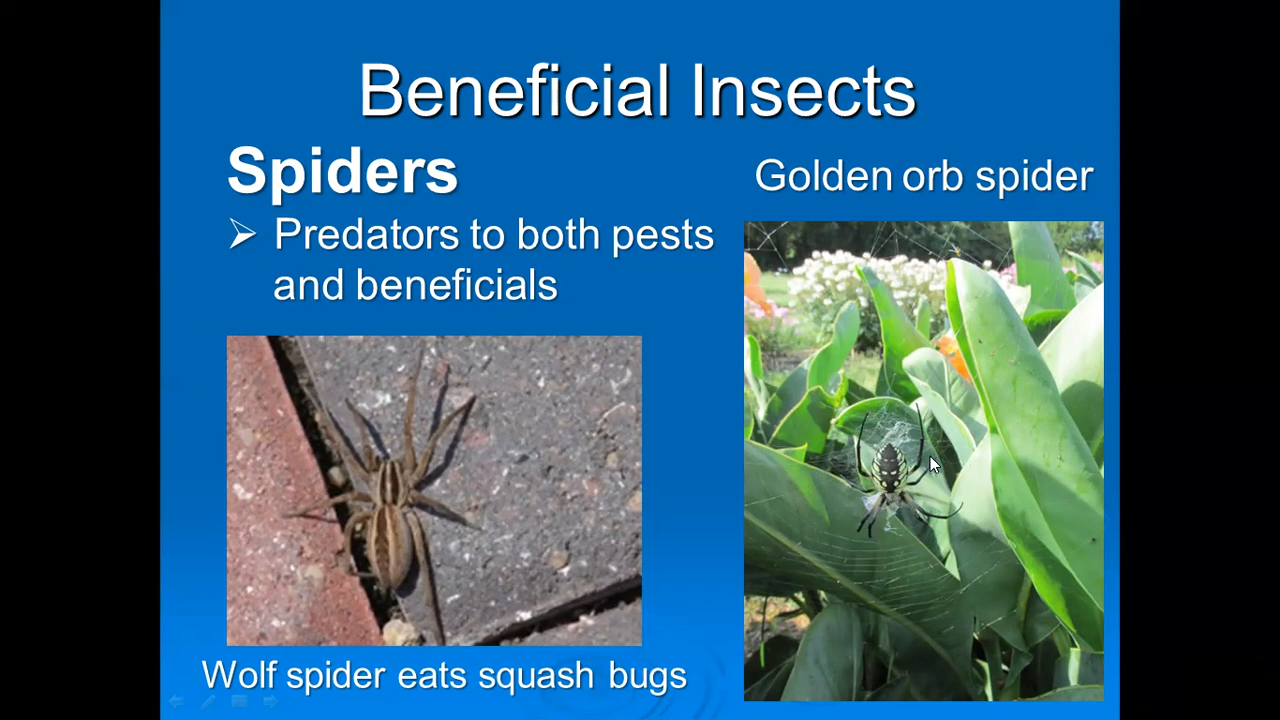 Beneficial Insects
Spiders
Golden orb spider
Predators to both pests
and beneficials
Wolf spider eats squash bugs